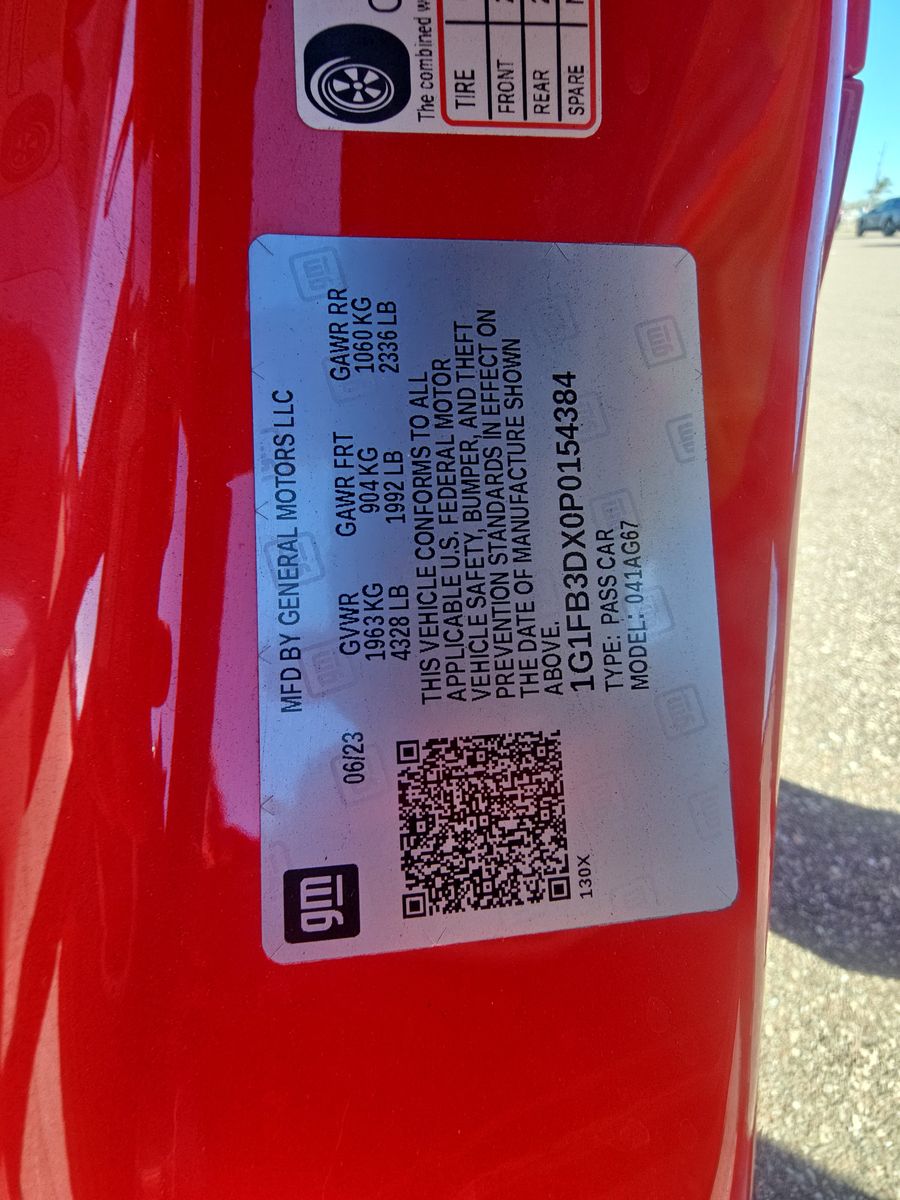 The combined
TIRE
FRONT
REAR
SPARE
gm
MFD BY GENERAL MOTORS LLC
06/23
GVWR GAWR FRT GAWR RR
1963 KG 904 KG 1060 KG
4328 LB 1992 LB 2336 LB
THIS VEHICLE CONFORMS TO ALL
APPLICABLE U.S. FEDERAL MOTOR
VEHICLE SAFETY, BUMPER, AND THEFT
PREVENTION STANDARDS IN EFFECT ON
THE DATE OF MANUFACTURE SHOWN
ABOVE.
1G1FB3DX0P0154384
TYPE: PASS CAR
MODEL: 041AG67
130X